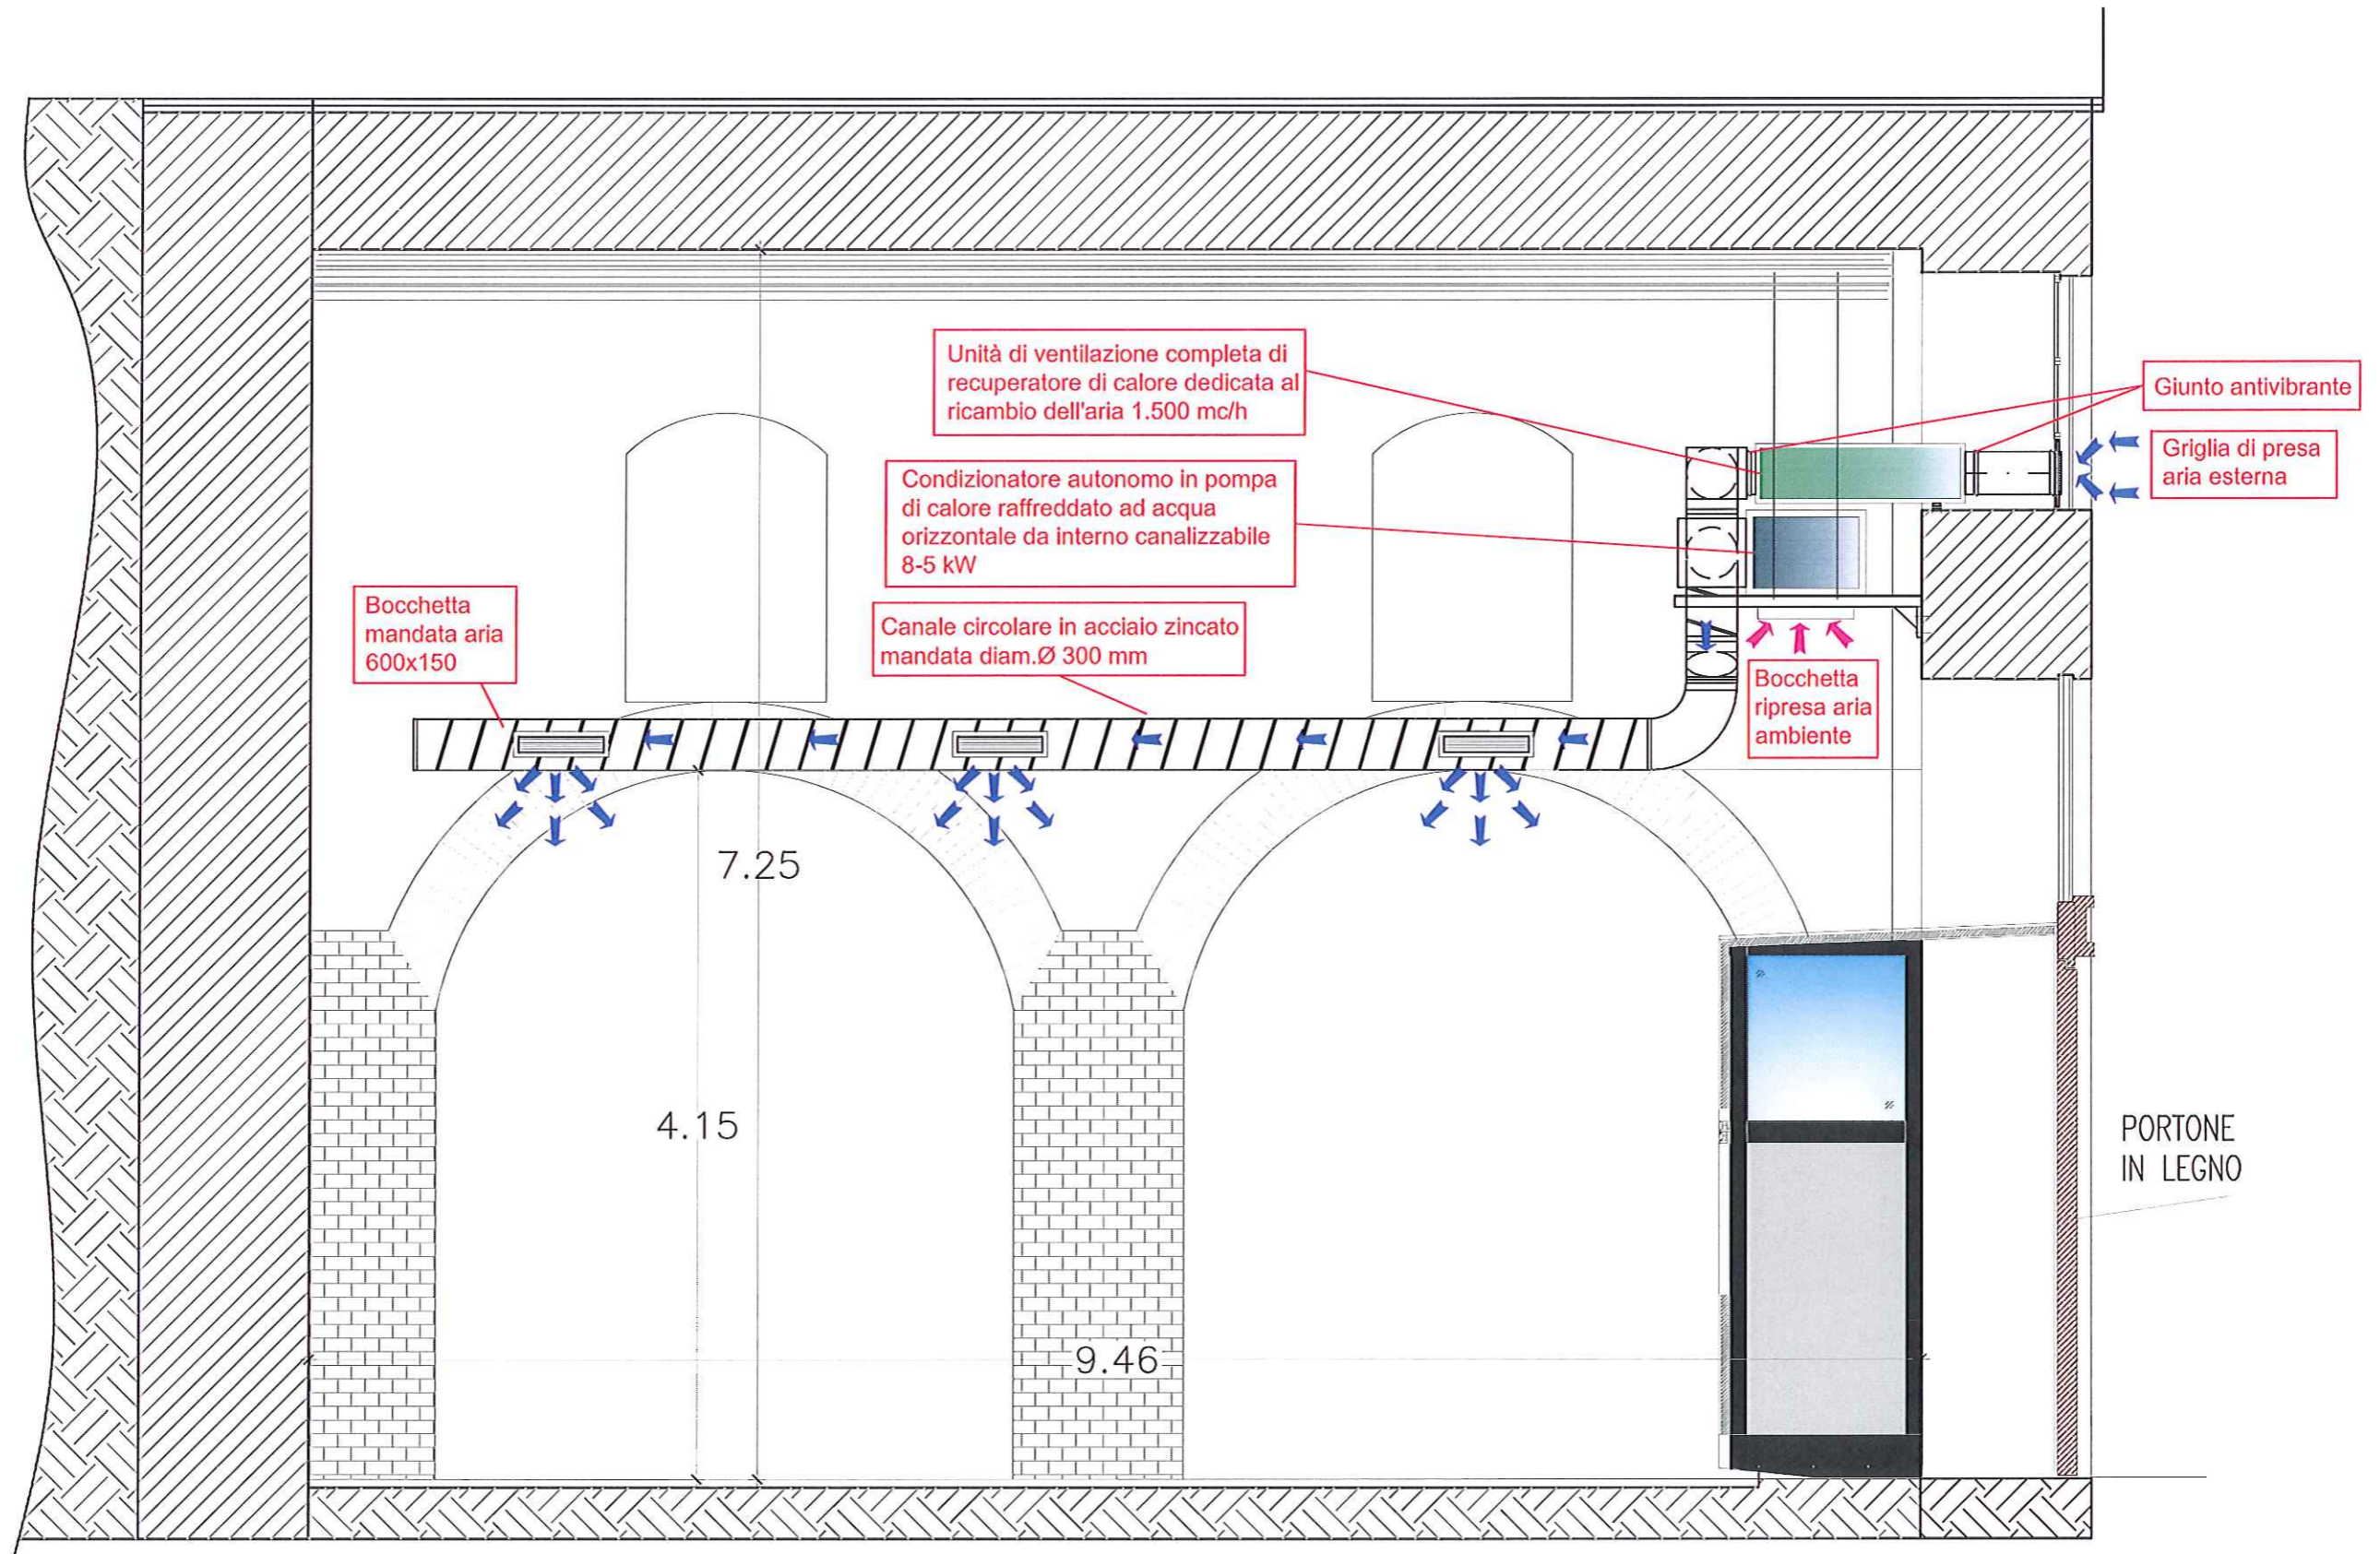 Unità di ventilazione completa di
recuperatore di calore dedicata al
ricambio dell'aria 1.500 mc/h
Giunto antivibrante
Griglia di presa
aria esterna
Condizionatore autonomo in pompa
di calore raffreddato ad acqua
orizzontale da interno canalizzabile
8-5 kW
Bocchetta
mandata aria
600x150
Canale circolare in acciaio zincato
mandata diam.Ø 300 mm
Bocchetta
ripresa aria
ambiente
7.25
4.15
PORTONE
IN LEGNO
9.46